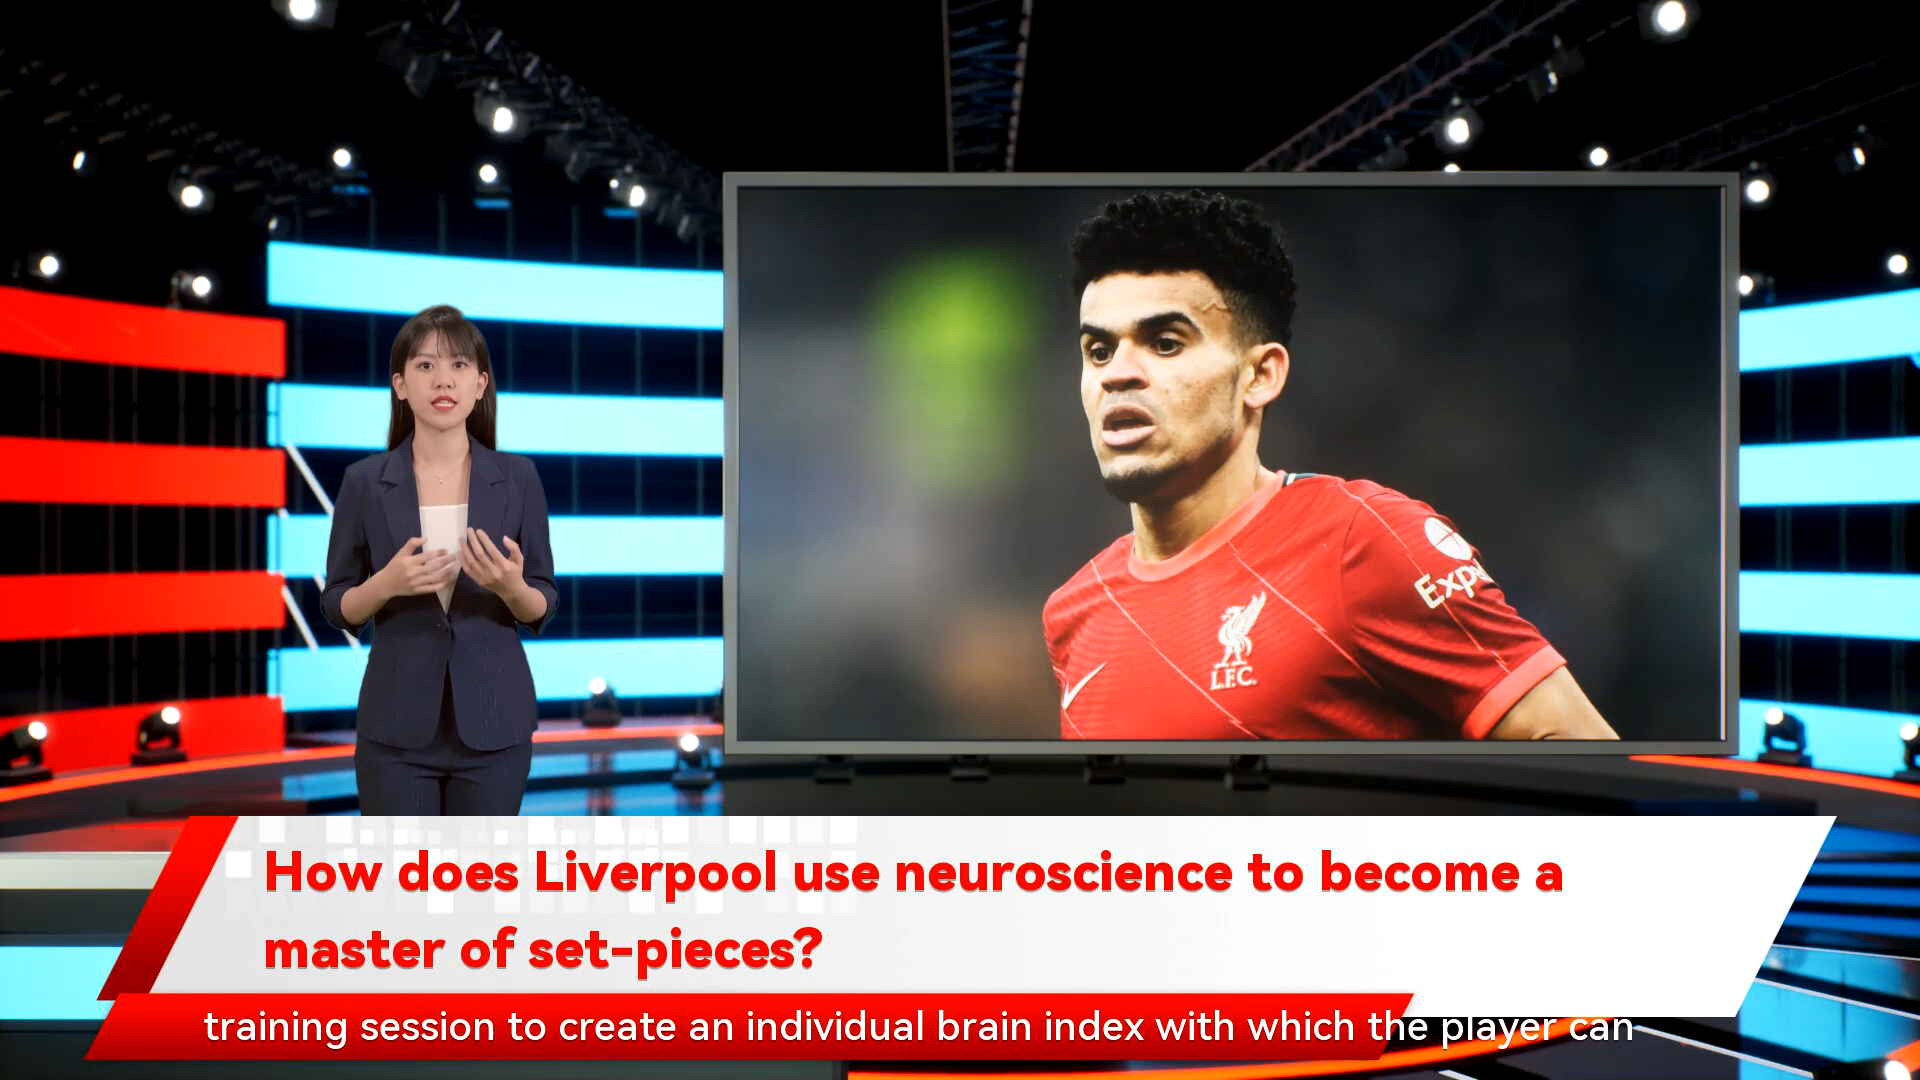 Expe
L.F.C.
How does Liverpool use neuroscience to become a
master of set-pieces?
training session to create an individual brain index with which the player can